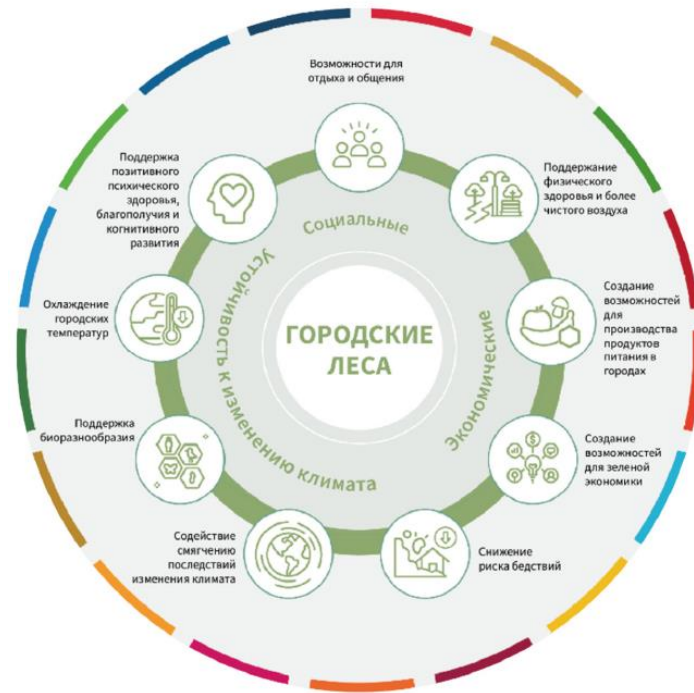 Возможности для
отдыха и общения
Поддержание
физического
здоровья и более
чистого воздуха
Создание
возможностей
для
производства
продуктов
питания в
городах
Создание
возможностей
для зеленой
экономики
Снижение
риска бедствий
Содействие
смягчению
последствий
изменения климата
Поддержка
биоразнообразия
Охлаждение
городских
температур
Поддержка
позитивного
психического
здоровья,
благополучия и
когнитивного
развития
Социальные
Экономические
Устойчивость к изменению климата
ГОРОДСКИЕ
ЛЕСА